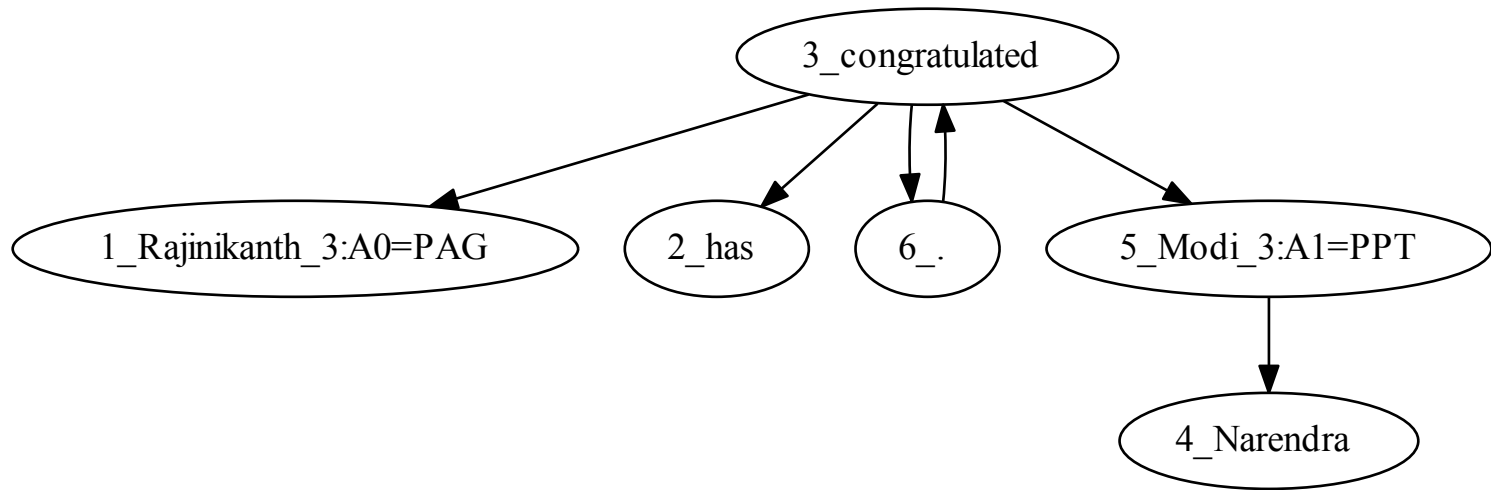 3_congratulated
1_Rajinikanth_3:A0=PAG
2_has
6_.
5_Modi_3:A1=PPT
4_Narendra